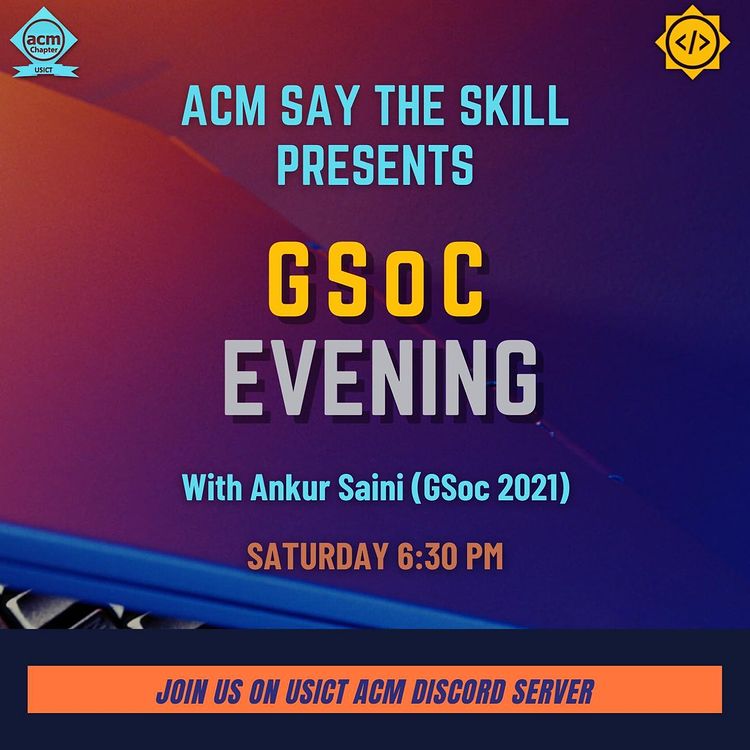 acm
Chapter
USICT
</>
ACM SAY THE SKILL
PRESENTS
GSoC
EVENING
With Ankur Saini (GSoc 2021)
SATURDAY 6:30 PM
JOIN US ON USICT ACM DISCORD SERVER